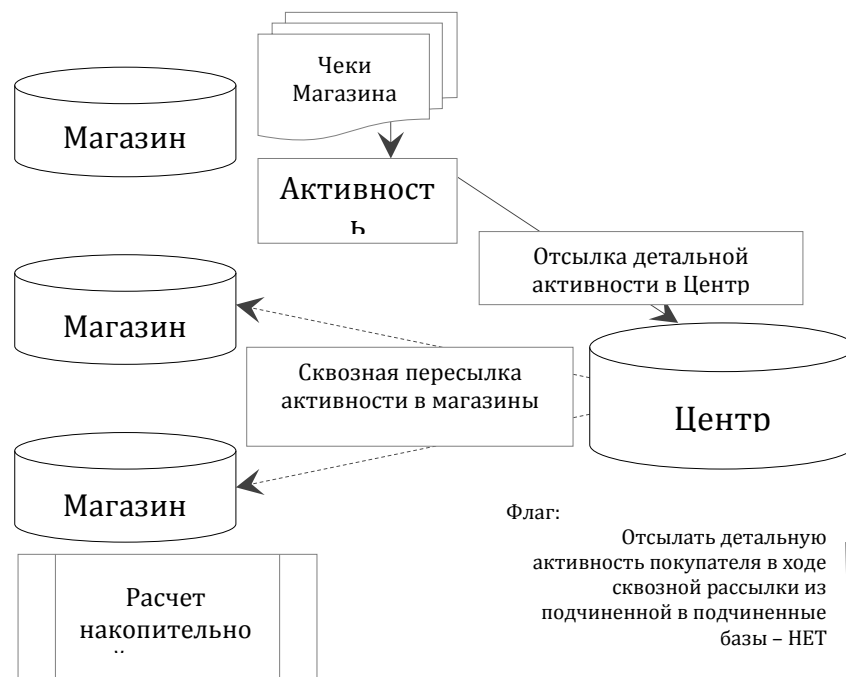 Чеки
Магазина
Магазин
Активност
ь
Отсылка детальной
активности в Центр
Магазин
Сквозная пересылка
активности в магазины
Центр
Магазин
Флаг:
Отсылать детальную
активность покупателя в ходе
сквозной рассылки из
подчиненной в подчиненные
базы – НЕТ
Расчет
накопительно